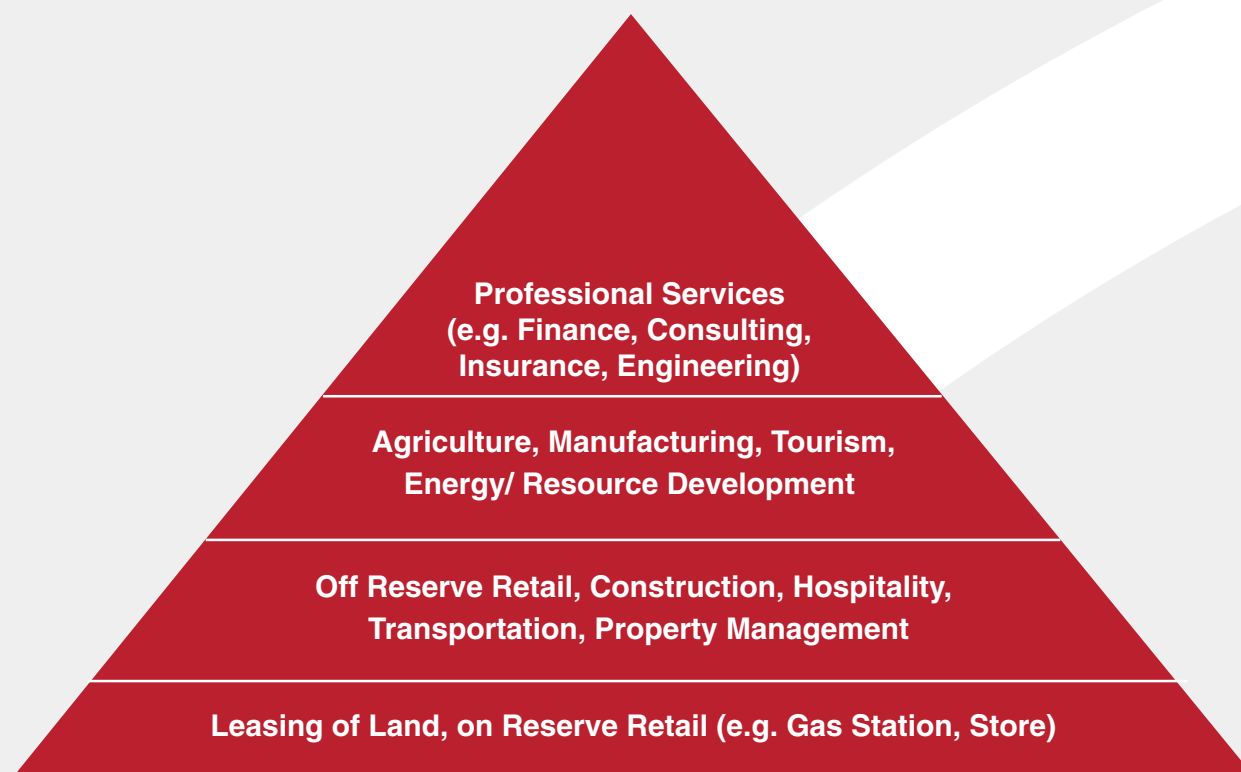 Professional Services
(e.g. Finance, Consulting,
Insurance, Engineering)
Agriculture, Manufacturing, Tourism,
Energy/ Resource Development
Off Reserve Retail, Construction, Hospitality,
Transportation, Property Management
Leasing of Land, on Reserve Retail (e.g. Gas Station, Store)